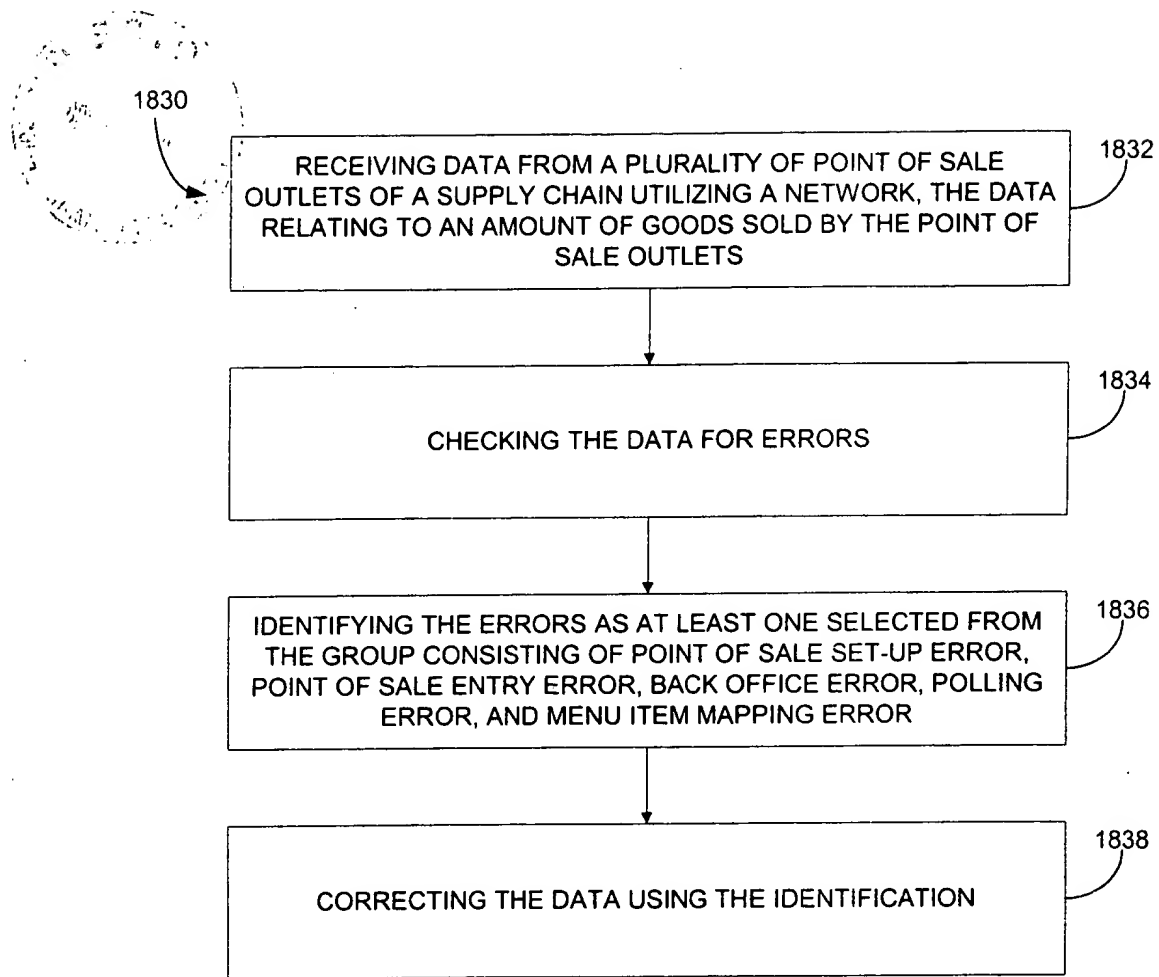 1830
RECEIVING DATA FROM A PLURALITY OF POINT OF SALE
OUTLETS OF A SUPPLY CHAIN UTILIZING A NETWORK, THE DATA
RELATING TO AN AMOUNT OF GOODS SOLD BY THE POINT OF
SALE OUTLETS
1832
CHECKING THE DATA FOR ERRORS
1834
IDENTIFYING THE ERRORS AS AT LEAST ONE SELECTED FROM
THE GROUP CONSISTING OF POINT OF SALE SET-UP ERROR,
POINT OF SALE ENTRY ERROR, BACK OFFICE ERROR, POLLING
ERROR, AND MENU ITEM MAPPING ERROR
1836
CORRECTING THE DATA USING THE IDENTIFICATION
1838